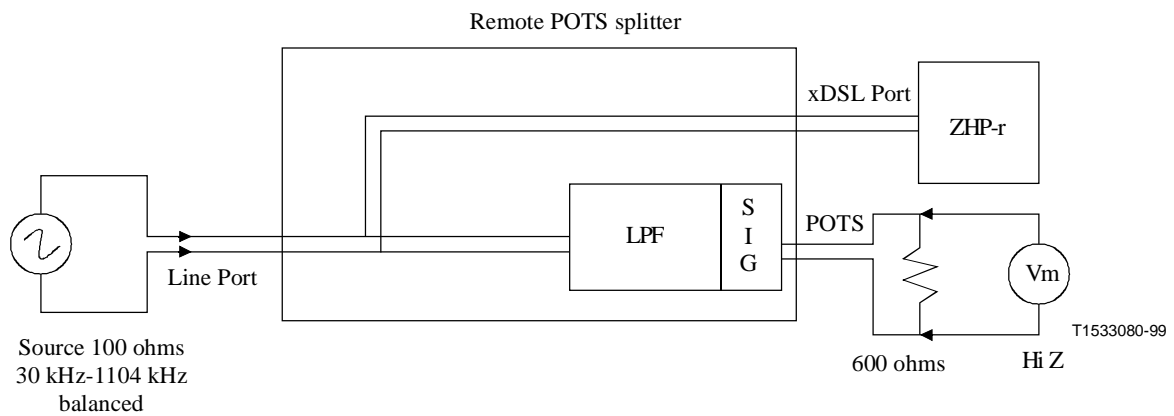 Remote POTS splitter
xDSL Port
ZHP-r
LPF
S
I
G
POTS
Line Port
Vm
T1533080-99
Source 100 ohms
30 kHz-1104 kHz
balanced
600 ohms
Hi Z